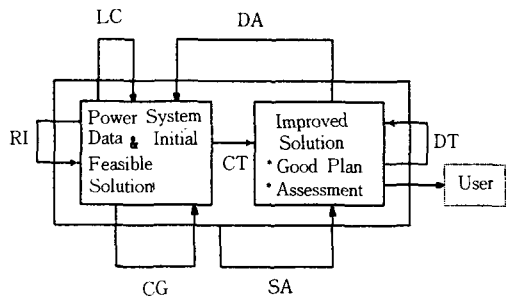 LC
DA
Power System
Data & Initial
Feasible
Solution
RI
CT
Improved
Solution
* Good Plan
* Assessment
DT
User
CG
SA